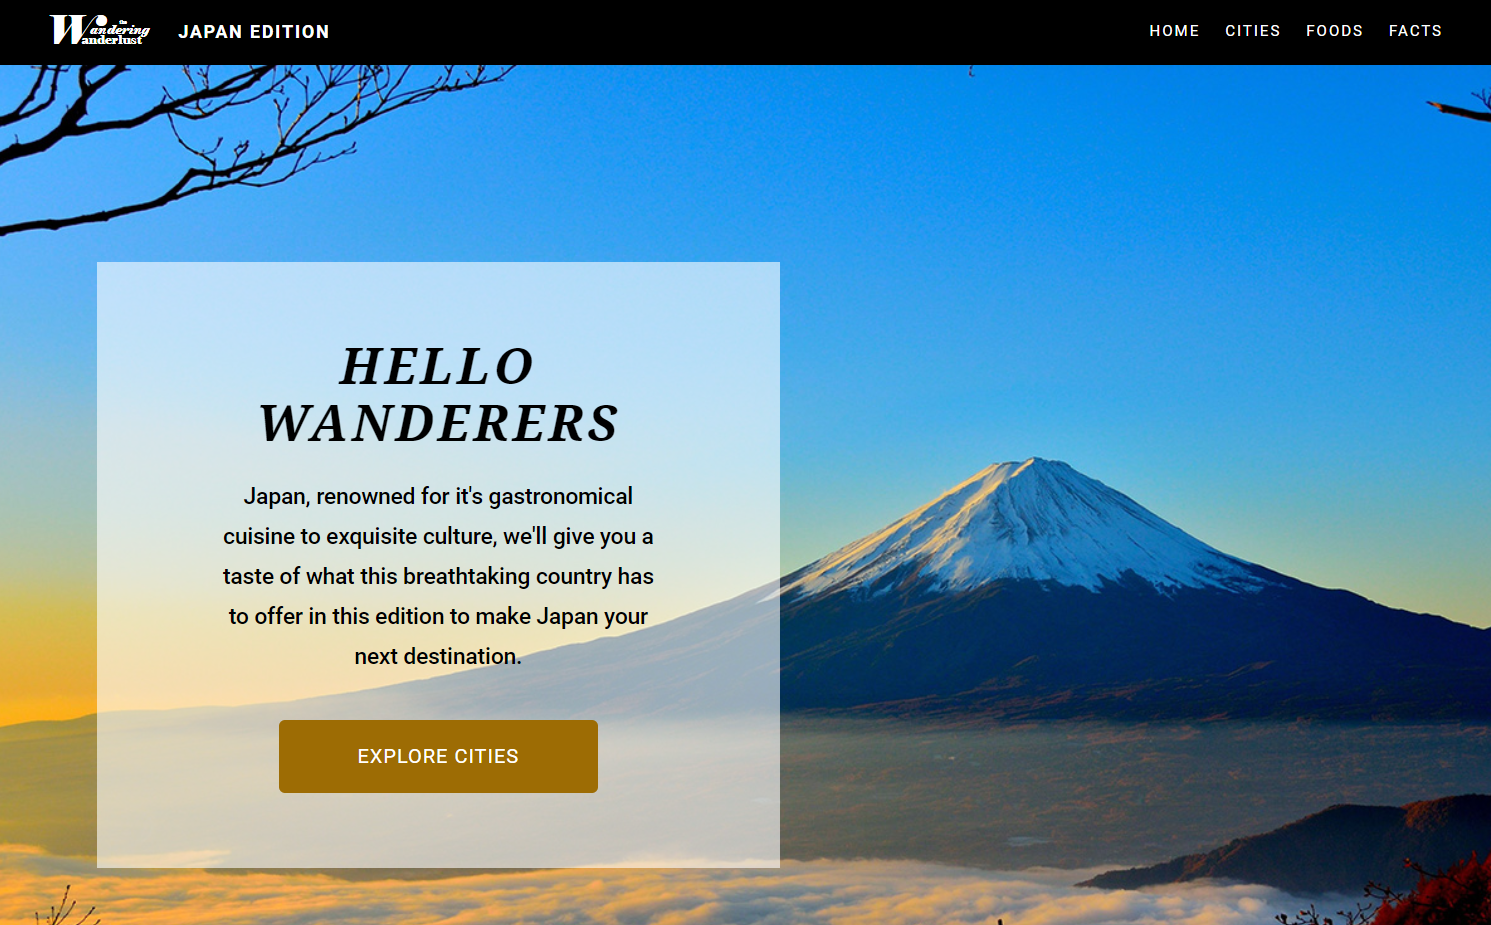 the
Wandering
Wanderlust
JAPAN EDITION
HOME CITIES FOODS FACTS
HELLO
WANDERERS
Japan, renowned for it's gastronomical
cuisine to exquisite culture, we'll give you a
taste of what this breathtaking country has
to offer in this edition to make Japan your
next destination.
EXPLORE CITIES